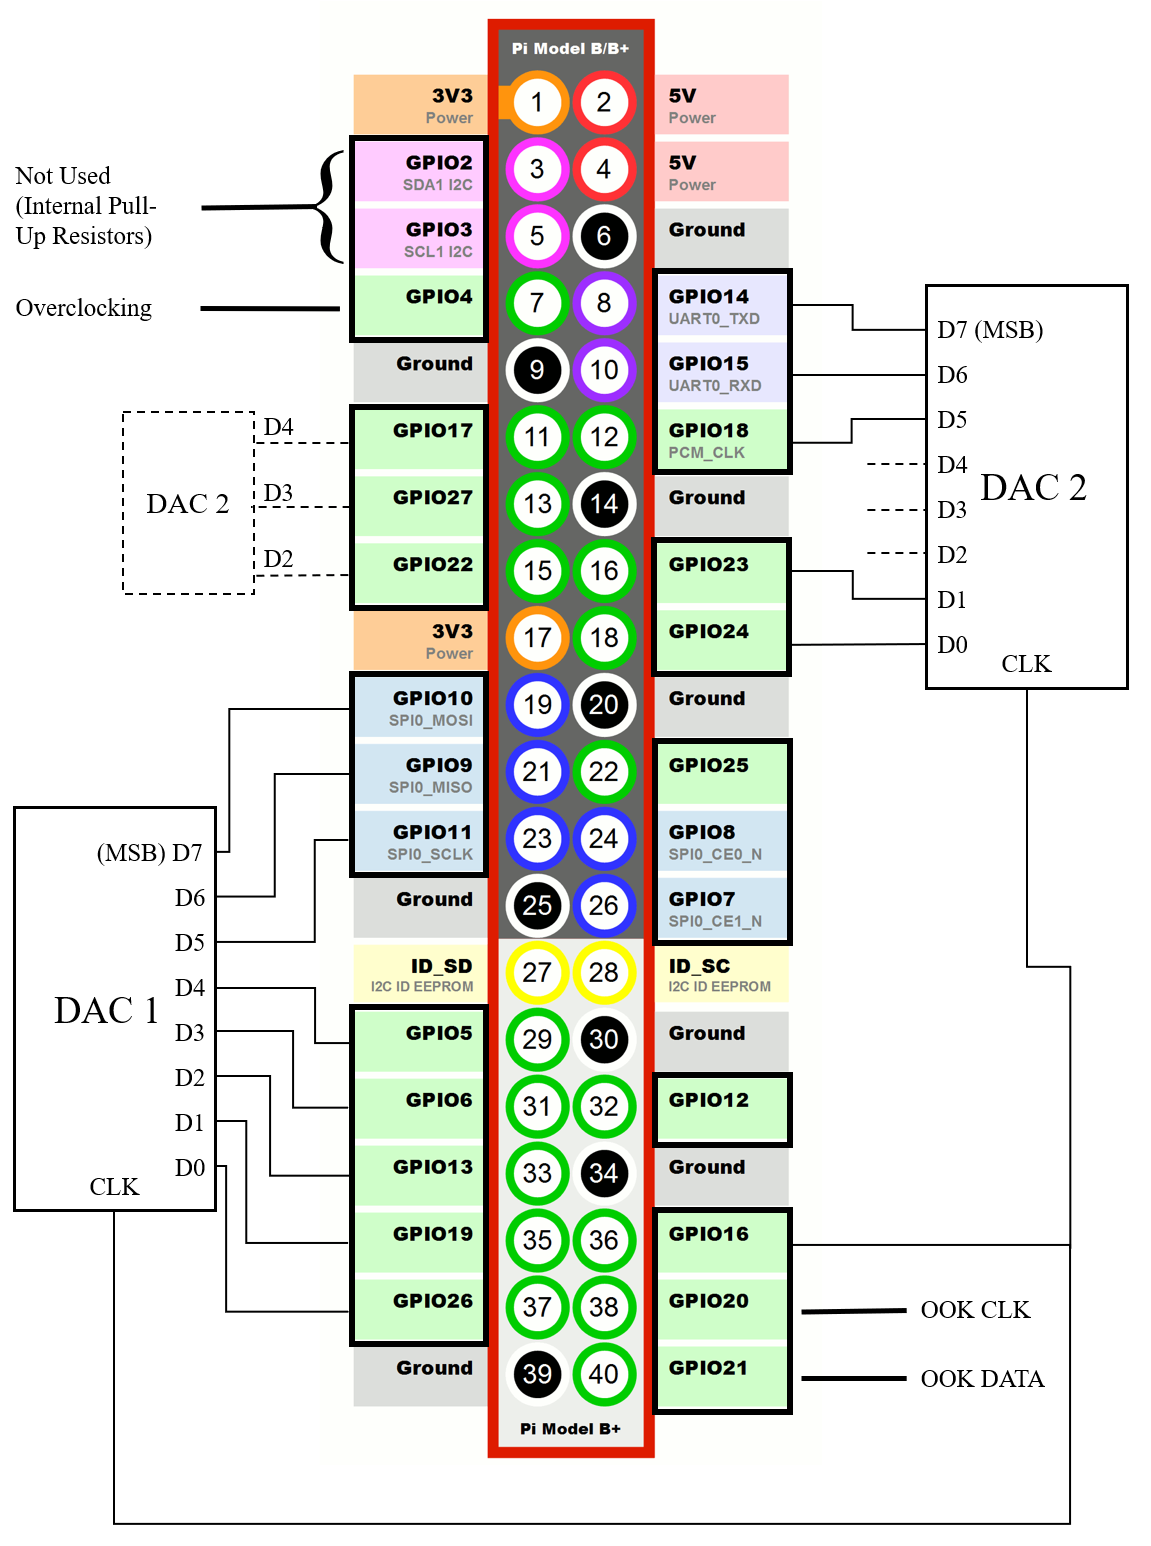 Pi Model B/B+
3V3
Power
1
2
5V
Power
Not Used
(Internal Pull-
Up Resistors)
GPIO2
SDA1 I2C
3
4
5V
Power
GPIO3
SCL1 I2C
5
6
Ground
Overclocking
GPIO4
7
8
GPIO14
UART0_TXD
D7 (MSB)
Ground
9
10
GPIO15
UART0_RXD
D6
D4
GPIO17
11
12
GPIO18
PCM_CLK
D5
D4
DAC 2
D3
GPIO27
13
14
Ground
DAC 2
D3
D2
GPIO22
15
16
GPIO23
D2
D1
3V3
Power
17
18
GPIO24
D0
CLK
GPIO10
SPI0_MOSI
19
20
Ground
GPIO9
SPI0_MISO
21
22
GPIO25
(MSB) D7
GPIO11
SPI0_SCLK
23
24
GPIO8
SPI0_CE0_N
D6
Ground
25
26
GPIO7
SPI0_CE1_N
D5
ID_SD
I2C ID EEPROM
27
28
ID_SC
I2C ID EEPROM
D4
DAC 1
D3
GPIO5
29
30
Ground
D2
GPIO6
31
32
GPIO12
D1
D0
GPIO13
33
34
Ground
CLK
GPIO19
35
36
GPIO16
GPIO26
37
38
GPIO20
OOK CLK
Ground
39
40
GPIO21
OOK DATA
Pi Model B+